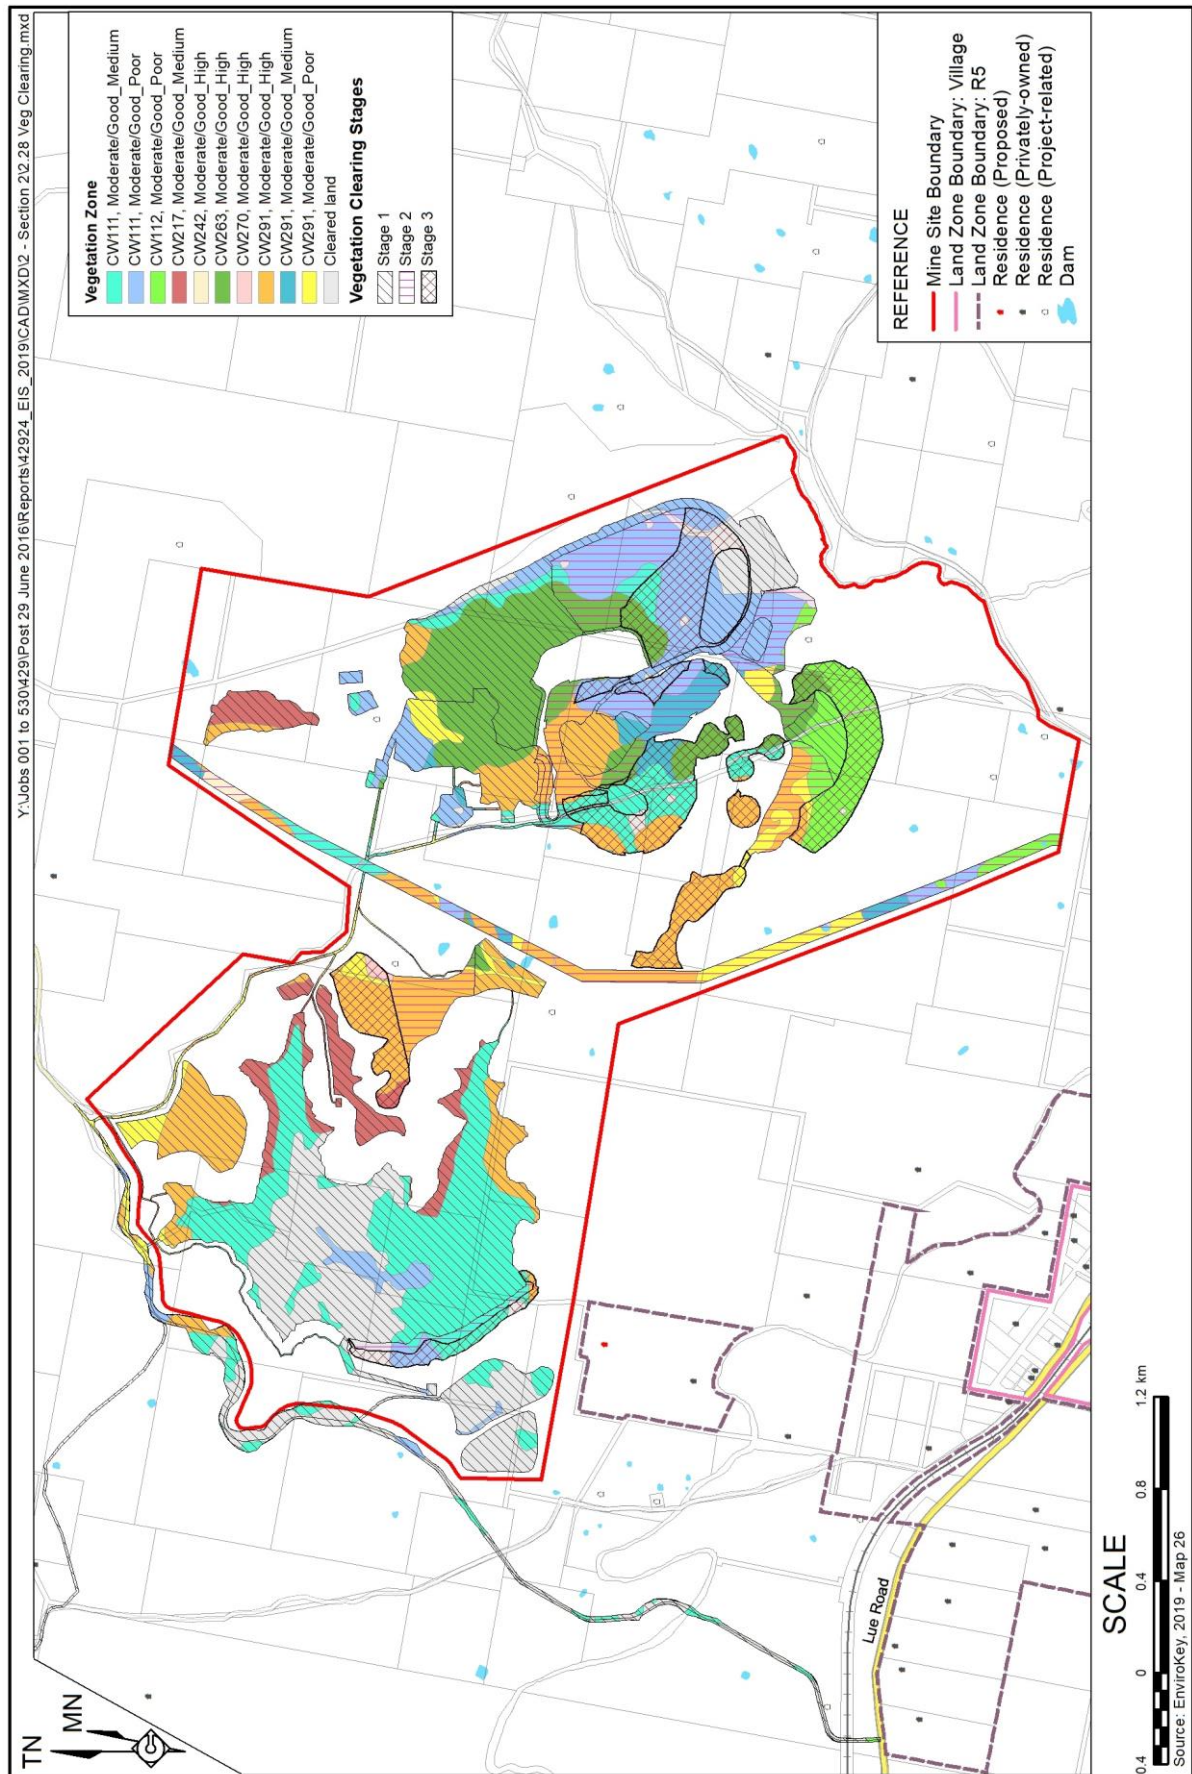 Y:\Jobs 001 to 530\429\Post 29 June 2016\Reports\42924_EIS_2019\CAD\MXD\2 - Section 2\2.28 Veg Clearing.mxd
TN
MN
Vegetation Zone
CW111, Moderate/Good_Medium
CW111, Moderate/Good_Poor
CW112, Moderate/Good_Poor
CW217, Moderate/Good_Medium
CW242, Moderate/Good_High
CW263, Moderate/Good_High
CW270, Moderate/Good_High
CW291, Moderate/Good_High
CW291, Moderate/Good_Medium
CW291, Moderate/Good_Poor
Cleared land
Vegetation Clearing Stages
Stage 1
Stage 2
Stage 3
Lue Road
REFERENCE
Mine Site Boundary
Land Zone Boundary: Village
Land Zone Boundary: R5
Residence (Proposed)
Residence (Privately-owned)
Residence (Project-related)
Dam
SCALE
0.4 0 0.4 0.8 1.2 km
Source: EnviroKey, 2019 - Map 26